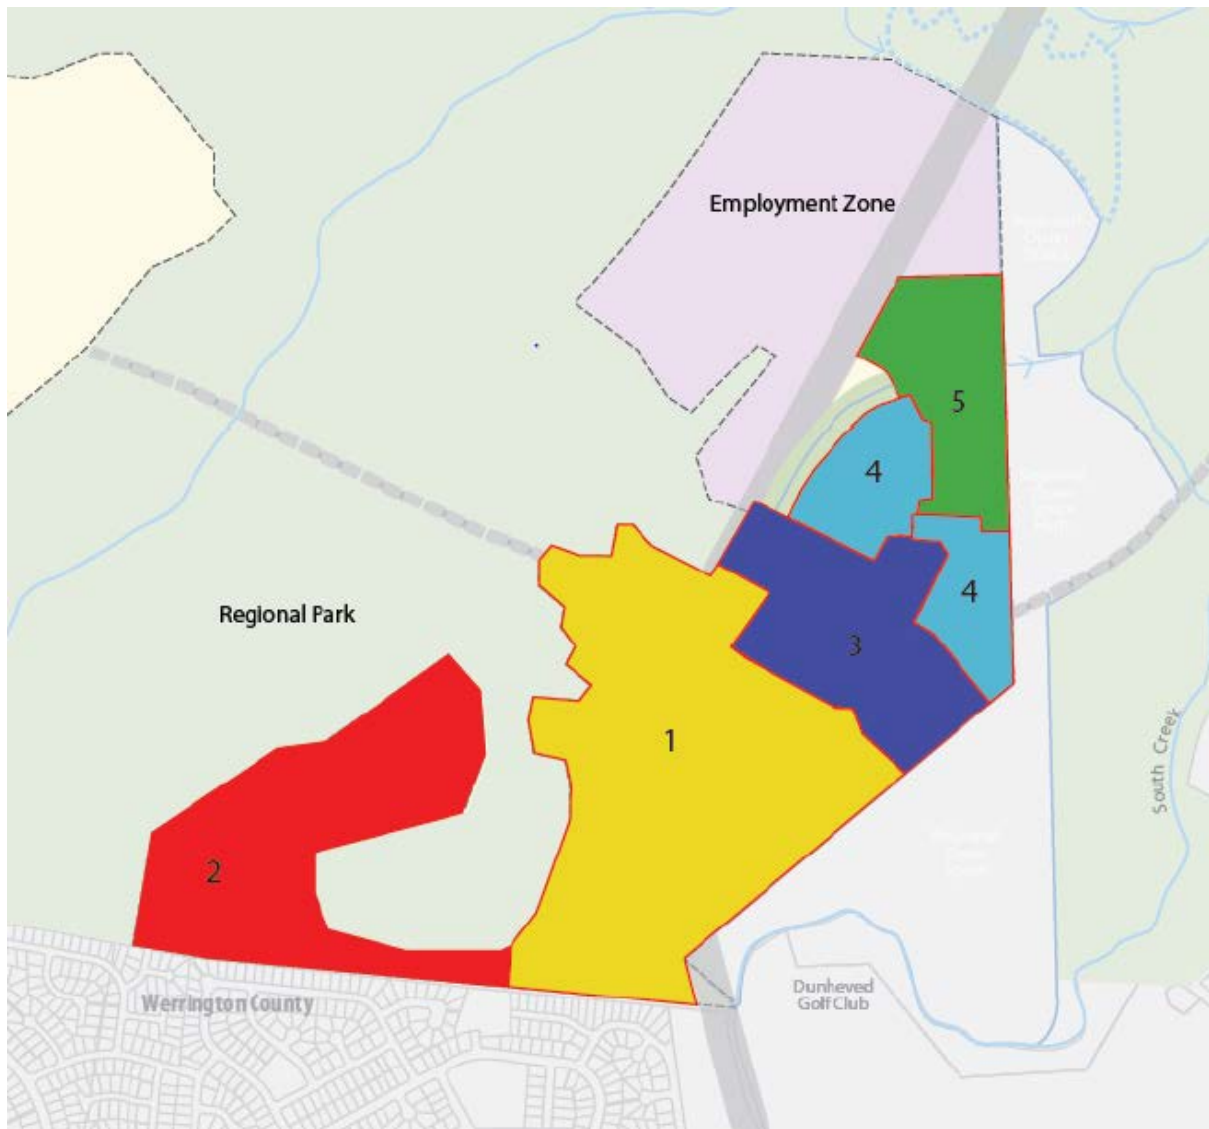 Employment Zone
5
4
4
Regional Park
3
1
2
South Creek
Werrington County
Dunheved
Golf Club